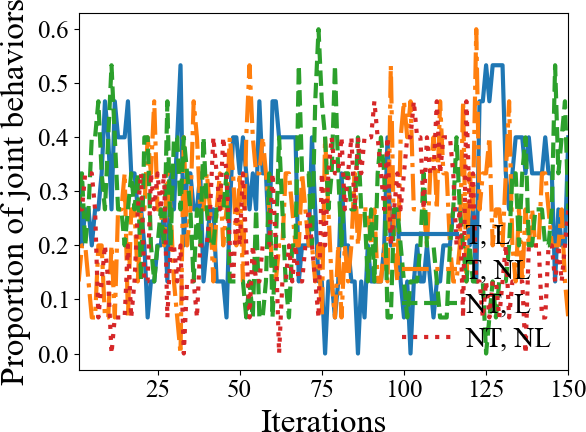 Proportion of joint behaviors
0.6
0.5
0.4
0.3
0.2
0.1
0.0
T, L
T, NL
NT, L
NT, NL
25
50
75
100
125
150
Iterations